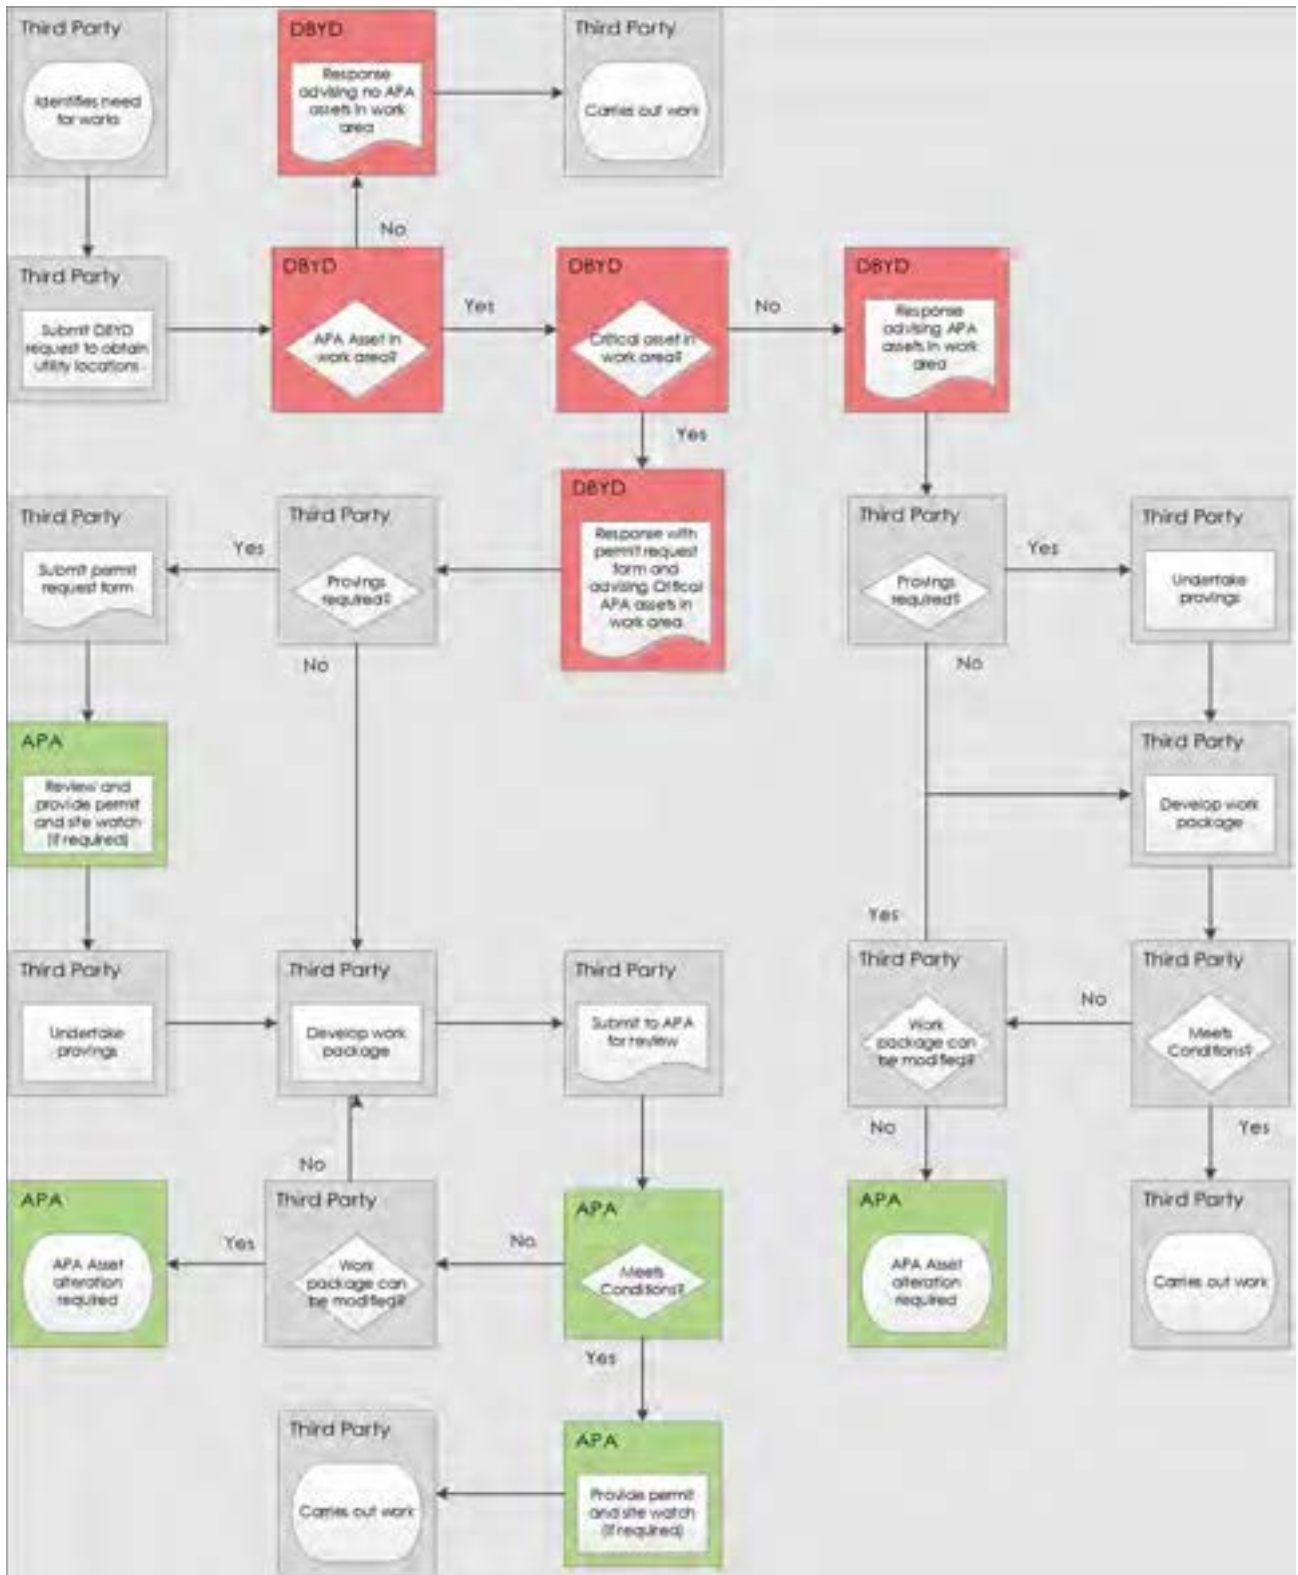 Third Party
Identifies need
for works
DBYD
Response
advising no APA
assets in work
area
Third Party
Carries out work
No
Third Party
Submit DBYD
request to obtain
utility locations
DBYD
APA Asset in
work area?
Yes
DBYD
Critical asset in
work area?
No
DBYD
Response
advising APA
assets in work
area
Yes
Third Party
Submit permit
request form
Yes
Third Party
Provings
required?
No
DBYD
Response with
permit request
form and
advising Critical
APA assets in
work area
Third Party
Provings
required?
Yes
No
Third Party
Undertake
provings
APA
Review and
provide permit
and site watch
(if required)
Third Party
Develop work
package
Third Party
Undertake
provings
Third Party
Develop work
package
Third Party
Submit to APA
for review
Yes
Third Party
Work
package can
be modified?
No
No
Third Party
Meets
Conditions?
Yes
No
APA
APA Asset
alteration
required
Yes
Third Party
Work
package can
be modified?
No
APA
Meets
Conditions?
Yes
APA
APA Asset
alteration
required
Third Party
Carries out work
Third Party
Carries out work
APA
Provide permit
and site watch
(if required)